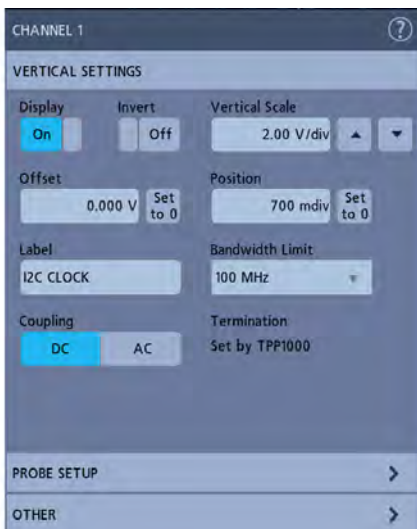 CHANNEL 1 ?
VERTICAL SETTINGS
Display Invert Vertical Scale
On Off 2.00 V/div
Offset Position
0.000 V Set to 0 700 mdiv Set to 0
Label Bandwidth Limit
I2C CLOCK 100 MHz
Coupling Termination
DC AC Set by TPP1000
PROBE SETUP
OTHER